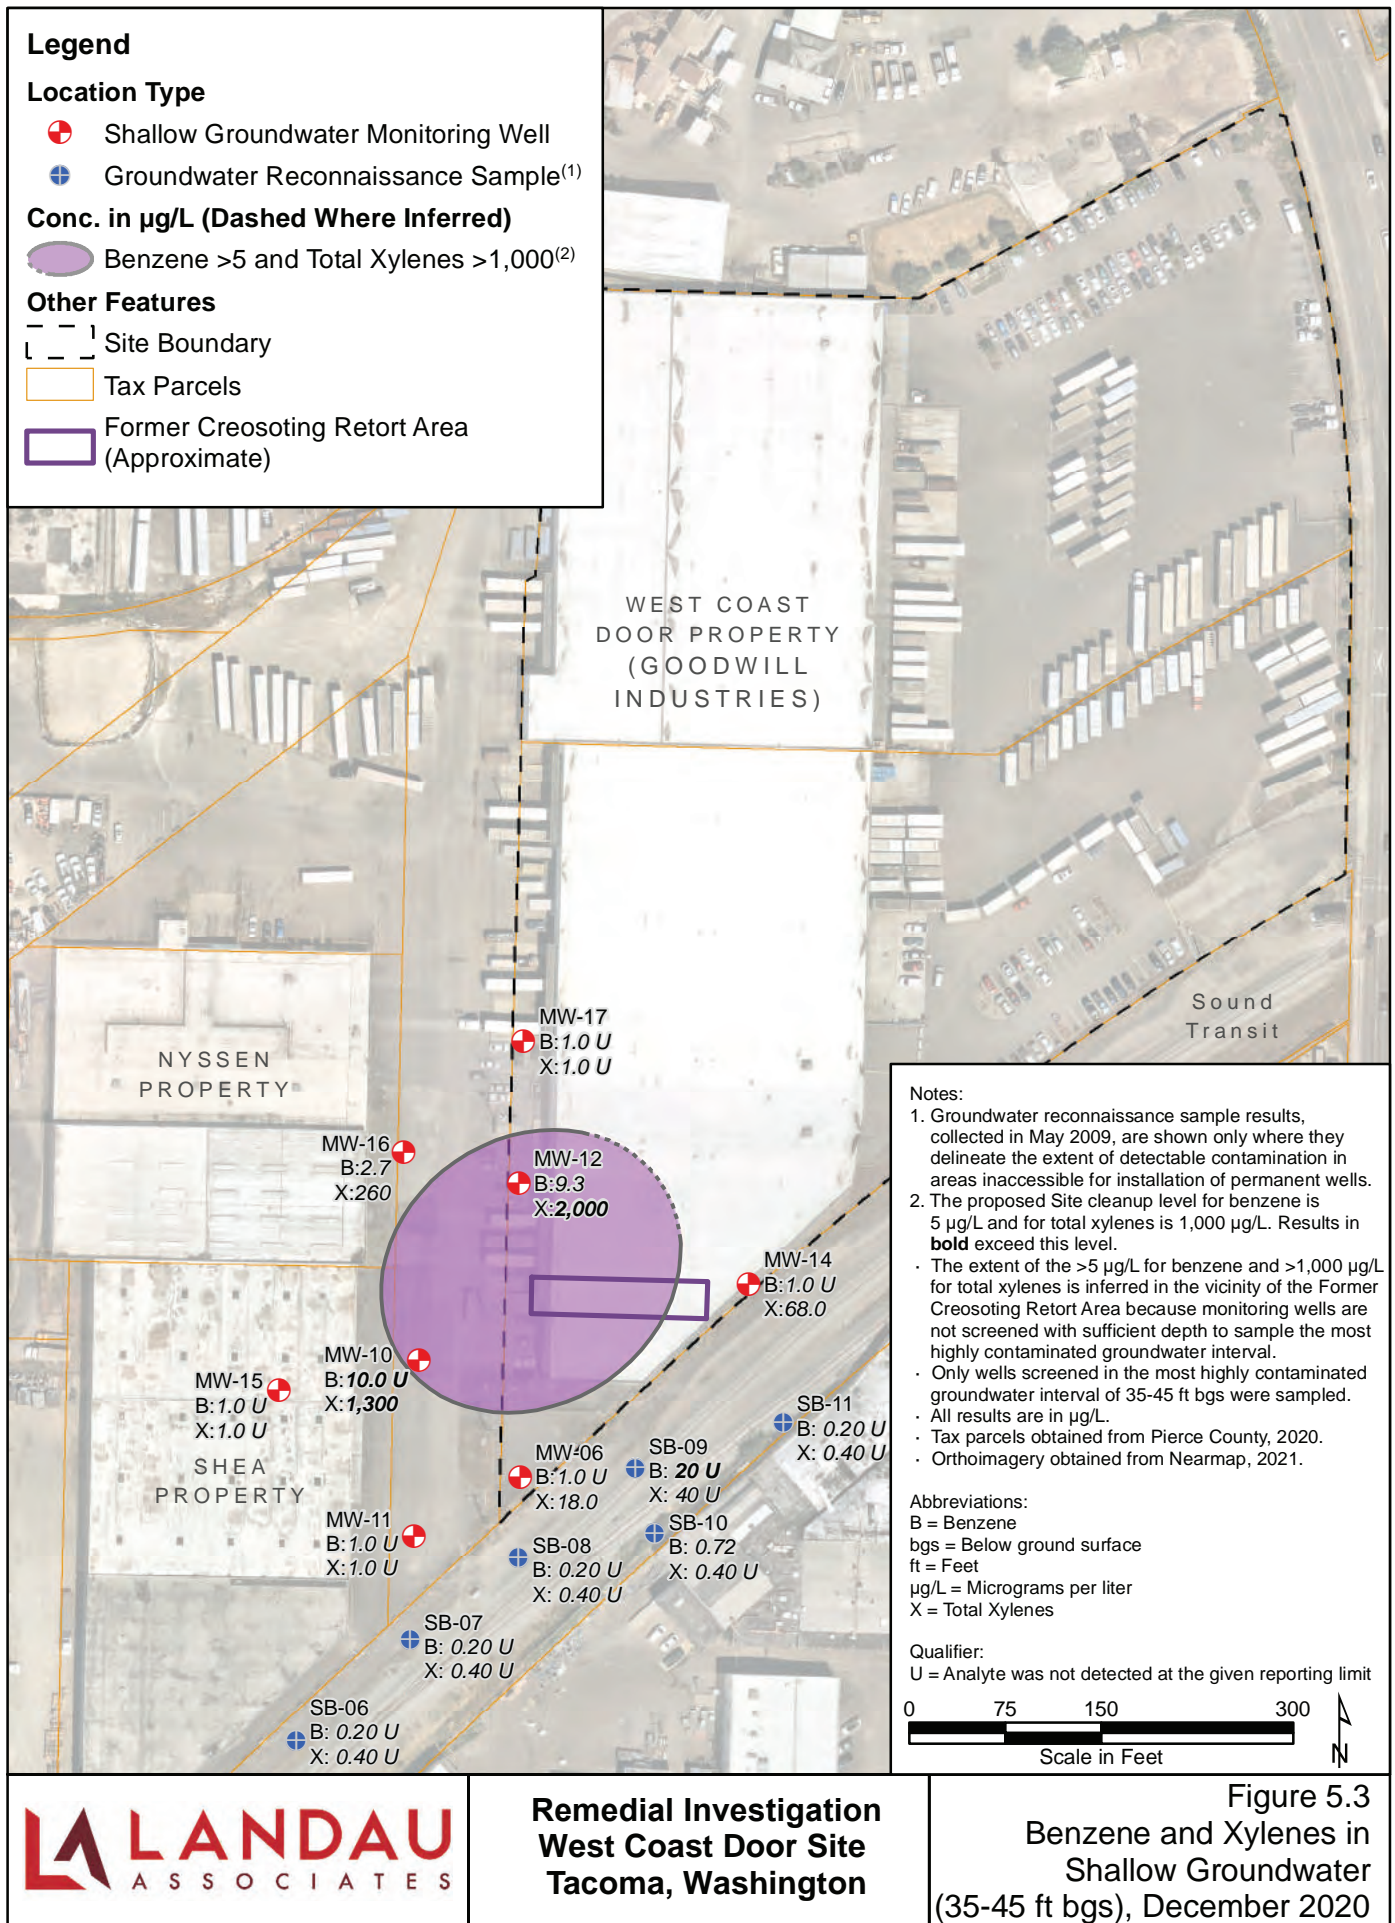 Legend
Location Type
Shallow Groundwater Monitoring Well
Groundwater Reconnaissance Sample(1)
Conc. in µg/L (Dashed Where Inferred)
Benzene >5 and Total Xylenes >1,000(2)
Other Features
Site Boundary
Tax Parcels
Former Creosoting Retort Area
(Approximate)
WEST COAST
DOOR PROPERTY
(GOODWILL
INDUSTRIES)
Sound
Transit
NYSSEN
PROPERTY
MW-17
B:1.0 U
X:1.0 U
MW-16
B:2.7
X:260
MW-12
B:9.3
X:2,000
MW-14
B:1.0 U
X:68.0
MW-10
B:10.0 U
X:1,300
MW-15
B:1.0 U
X:1.0 U
SHEA
PROPERTY
MW-06
B:1.0 U
X:18.0
MW-11
B:1.0 U
X:1.0 U
SB-11
B: 0.20 U
X: 0.40 U
SB-09
B: 20 U
X: 40 U
SB-10
B: 0.72
X: 0.40 U
SB-08
B: 0.20 U
X: 0.40 U
SB-07
B: 0.20 U
X: 0.40 U
SB-06
B: 0.20 U
X: 0.40 U
Notes:
1. Groundwater reconnaissance sample results,
collected in May 2009, are shown only where they
delineate the extent of detectable contamination in
areas inaccessible for installation of permanent wells.
2. The proposed Site cleanup level for benzene is
5 µg/L and for total xylenes is 1,000 µg/L. Results in
bold exceed this level.
· The extent of the >5 µg/L for benzene and >1,000 µg/L
for total xylenes is inferred in the vicinity of the Former
Creosoting Retort Area because monitoring wells are
not screened with sufficient depth to sample the most
highly contaminated groundwater interval.
· Only wells screened in the most highly contaminated
groundwater interval of 35-45 ft bgs were sampled.
· All results are in µg/L.
· Tax parcels obtained from Pierce County, 2020.
· Orthoimagery obtained from Nearmap, 2021.
Abbreviations:
B = Benzene
bgs = Below ground surface
ft = Feet
µg/L = Micrograms per liter
X = Total Xylenes
Qualifier:
U = Analyte was not detected at the given reporting limit
0 75 150 300
Scale in Feet
N
LA LANDAU
ASSOCIATES
Remedial Investigation
West Coast Door Site
Tacoma, Washington
Figure 5.3
Benzene and Xylenes in
Shallow Groundwater
(35-45 ft bgs), December 2020